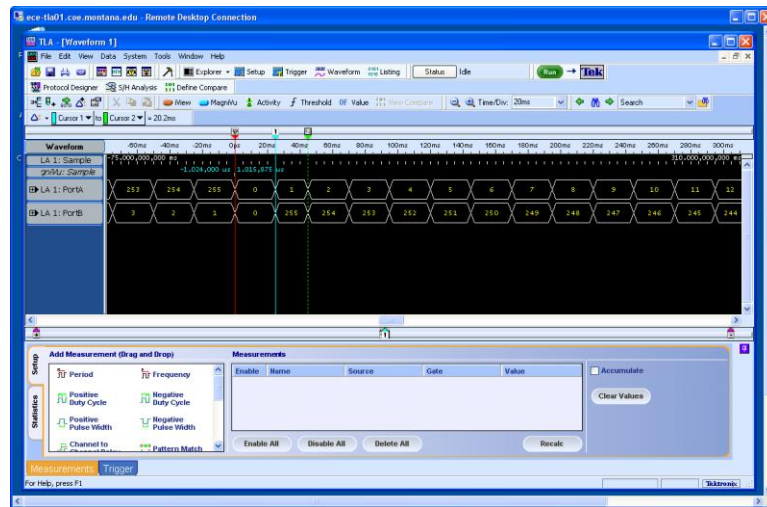 ece-tla01.coe.montana.edu - Remote Desktop Connection
TLA - [Waveform 1]
File Edit View Data System Tools Window Help
Explorer Setup Trigger Waveform Listing Status Idle Run Tek
Protocol Designer S/H Analysis Define Compare
iView MagniVu Activity Threshold Value View Compare Time/Div: 20ms Search
Cursor 1 to Cursor 2 = 20.2ms
Waveform -60ms -40ms -20ms 0ps 20ms 40ms 60ms 80ms 100ms 120ms 140ms 160ms 180ms 200ms 220ms 240ms 260ms 280ms 300ms
LA 1: Sample -75.000,000,000 ms 310.000,000,000 ms
gniVu: Sample -1.024,000 us 1.015,875 us
LA 1: PortA 253 254 255 0 1 2 3 4 5 6 7 8 9 10 11 12
LA 1: PortB 3 2 1 0 255 254 253 252 251 250 249 248 247 246 245 244
Setup
Statistics
Add Measurement (Drag and Drop)
Period Frequency
Positive Duty Cycle Negative Duty Cycle
Positive Pulse Width Negative Pulse Width
Channel to Pattern Match
Measurements
Enable Name Source Gate Value
Enable All Disable All Delete All Recalc
Accumulate
Clear Values
Measurements Trigger
For Help, press F1 Tektronix